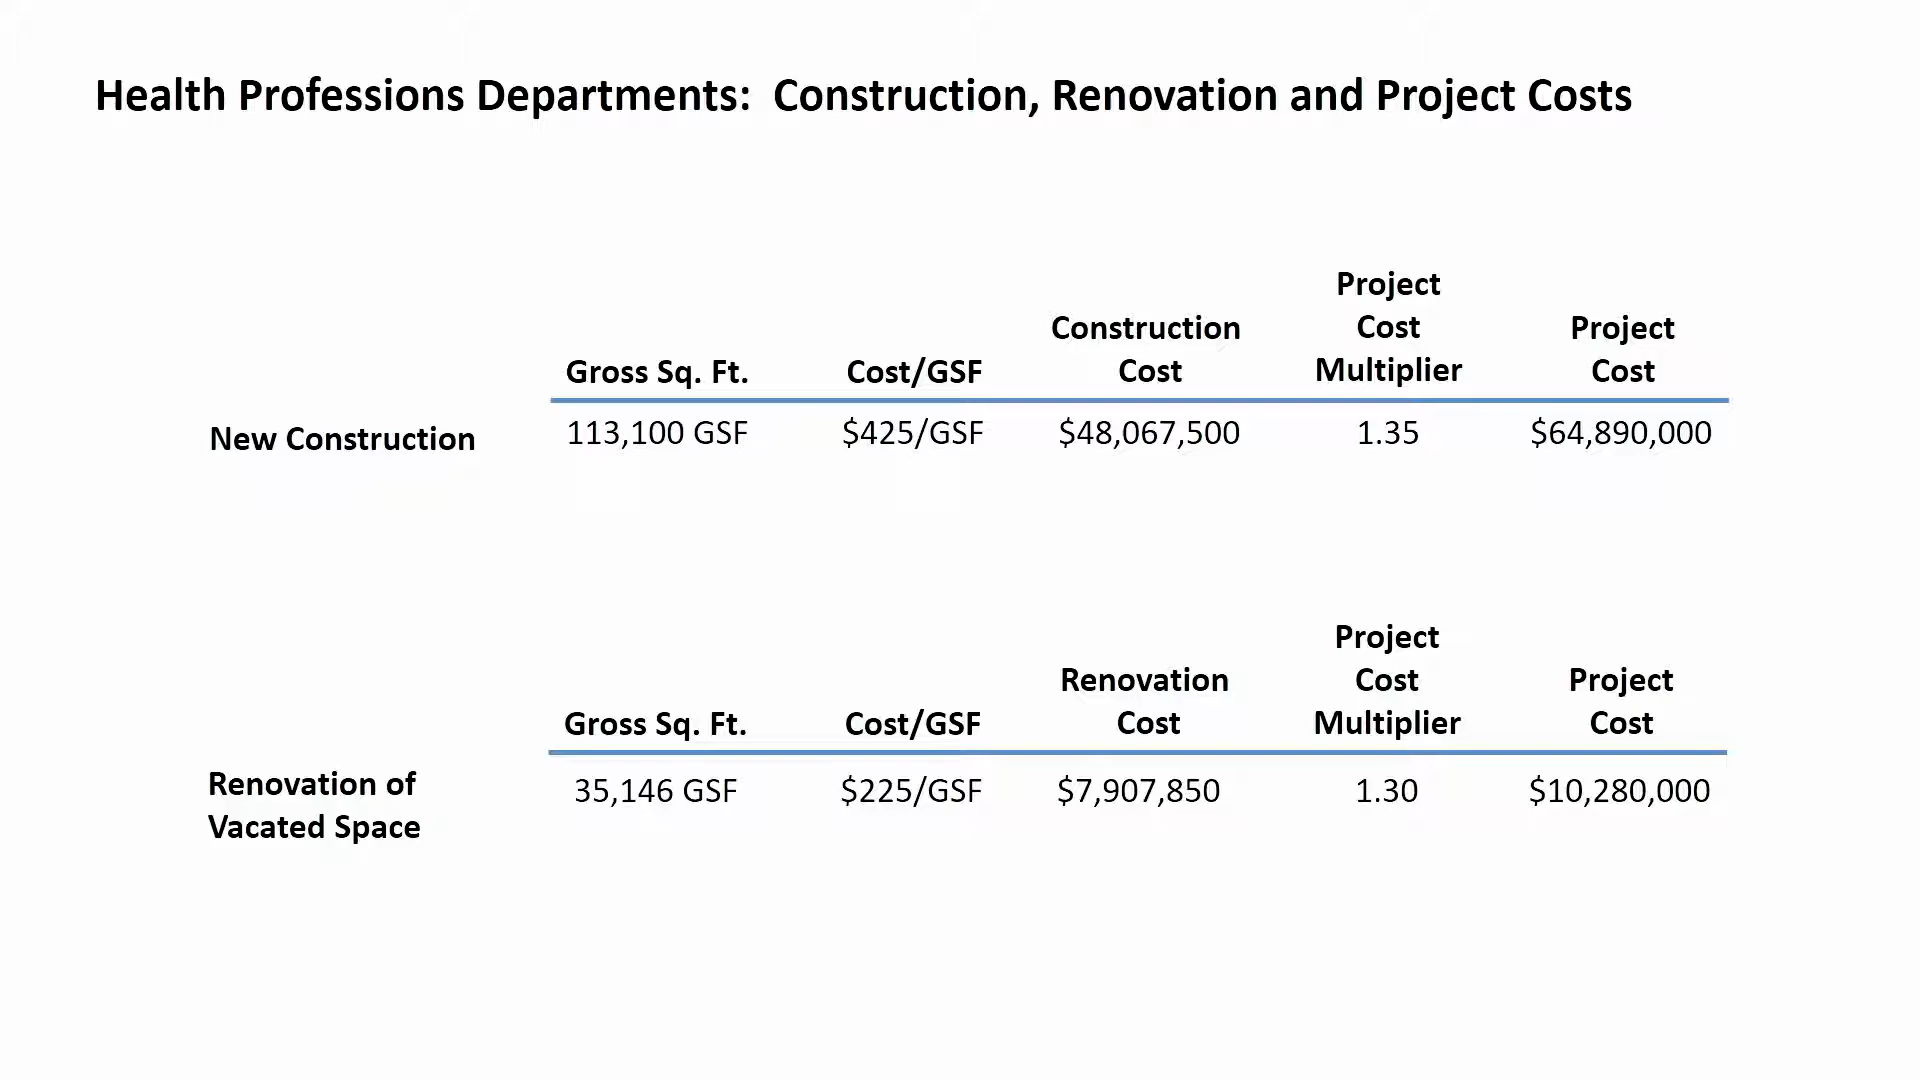 Health Professions Departments: Construction, Renovation and Project Costs
Project
Construction Cost Project
Gross Sq. Ft. Cost/GSF Cost Multiplier Cost
New Construction 113,100 GSF $425/GSF $48,067,500 1.35 $64,890,000
Project
Renovation Cost Project
Gross Sq. Ft. Cost/GSF Cost Multiplier Cost
Renovation of 35,146 GSF $225/GSF $7,907,850 1.30 $10,280,000
Vacated Space